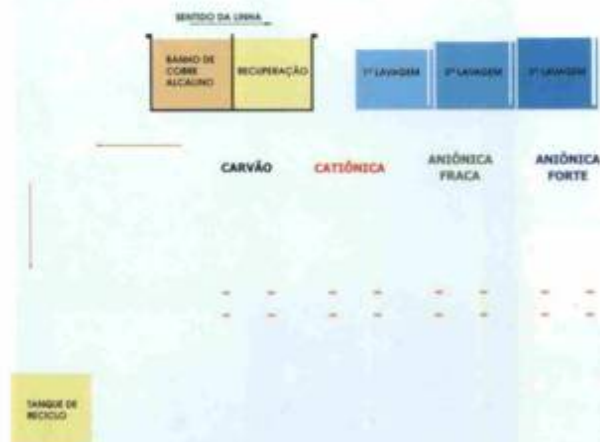 SENTIDO DA LINHA
BANHO DE
COBRE
ALCALINO
RECUPERAÇÃO
1ª LAVAGEM
2ª LAVAGEM
3ª LAVAGEM
CARVÃO
CATIÔNICA
ANIÔNICA
FRACA
ANIÔNICA
FORTE
TANQUE DE
RECICLO